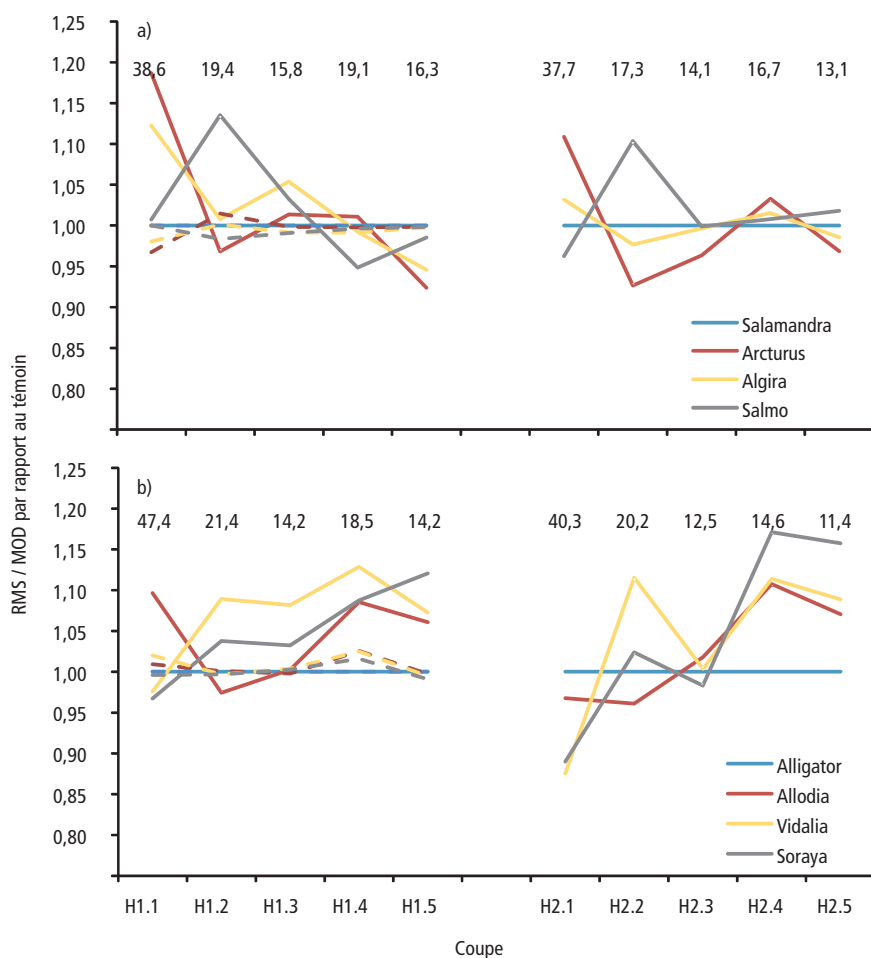 RMS / MOD par rapport au témoin
a)
1,25
1,20
1,15
1,10
1,05
1,00
0,95
0,90
0,85
0,80
38,6 19,4 15,8 19,1 16,3 37,7 17,3 14,1 16,7 13,1
Salamandra
Arcturus
Algira
Salmo
b)
1,25
1,20
1,15
1,10
1,05
1,00
0,95
0,90
0,85
0,80
47,4 21,4 14,2 18,5 14,2 40,3 20,2 12,5 14,6 11,4
Alligator
Allodia
Vidalia
Soraya
H1.1 H1.2 H1.3 H1.4 H1.5 H2.1 H2.2 H2.3 H2.4 H2.5
Coupe